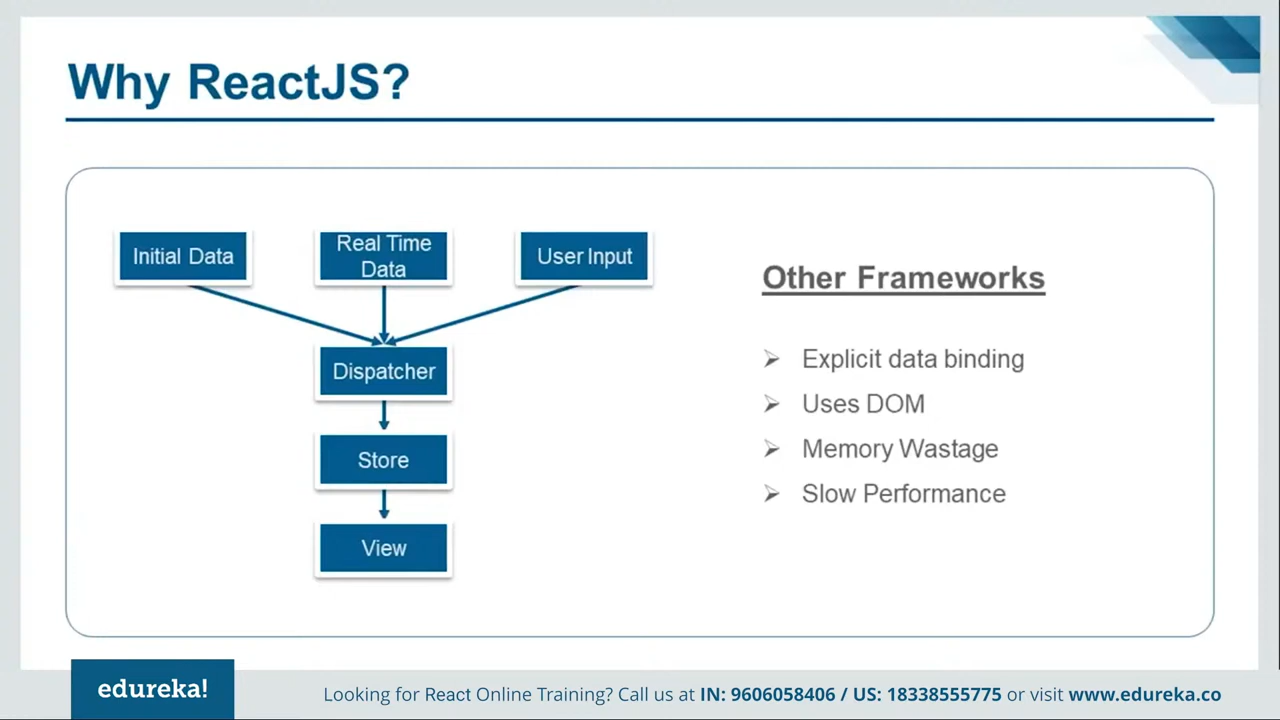 Why ReactJS?
Initial Data
Real Time
Data
User Input
Dispatcher
Store
View
Other Frameworks
Explicit data binding
Uses DOM
Memory Wastage
Slow Performance
edureka!
Looking for React Online Training? Call us at IN: 9606058406 / US: 18338555775 or visit www.edureka.co